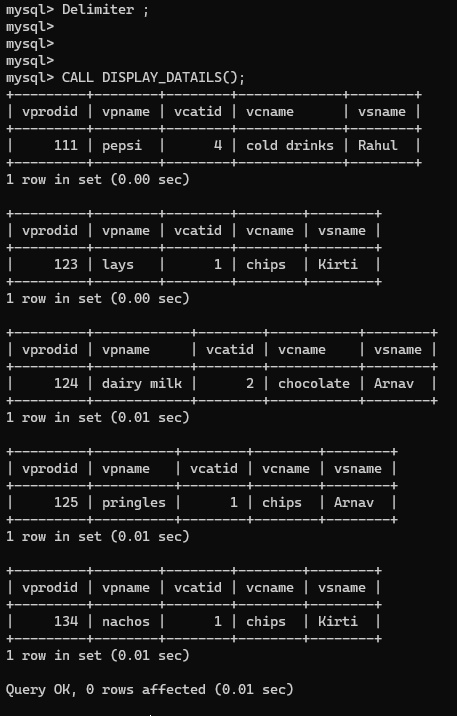 mysql> Delimiter ;
mysql>
mysql>
mysql>
mysql> CALL DISPLAY_DATAILS();
+---------+--------+--------+-------------+--------+
| vprodid | vpname | vcatid | vcname      | vsname |
+---------+--------+--------+-------------+--------+
|     111 | pepsi  |      4 | cold drinks | Rahul  |
+---------+--------+--------+-------------+--------+
1 row in set (0.00 sec)

+---------+--------+--------+--------+--------+
| vprodid | vpname | vcatid | vcname | vsname |
+---------+--------+--------+--------+--------+
|     123 | lays   |      1 | chips  | Kirti  |
+---------+--------+--------+--------+--------+
1 row in set (0.00 sec)

+---------+------------+--------+-----------+--------+
| vprodid | vpname     | vcatid | vcname    | vsname |
+---------+------------+--------+-----------+--------+
|     124 | dairy milk |      2 | chocolate | Arnav  |
+---------+------------+--------+-----------+--------+
1 row in set (0.01 sec)

+---------+----------+--------+--------+--------+
| vprodid | vpname   | vcatid | vcname | vsname |
+---------+----------+--------+--------+--------+
|     125 | pringles |      1 | chips  | Arnav  |
+---------+----------+--------+--------+--------+
1 row in set (0.01 sec)

+---------+--------+--------+--------+--------+
| vprodid | vpname | vcatid | vcname | vsname |
+---------+--------+--------+--------+--------+
|     134 | nachos |      1 | chips  | Kirti  |
+---------+--------+--------+--------+--------+
1 row in set (0.01 sec)

Query OK, 0 rows affected (0.01 sec)